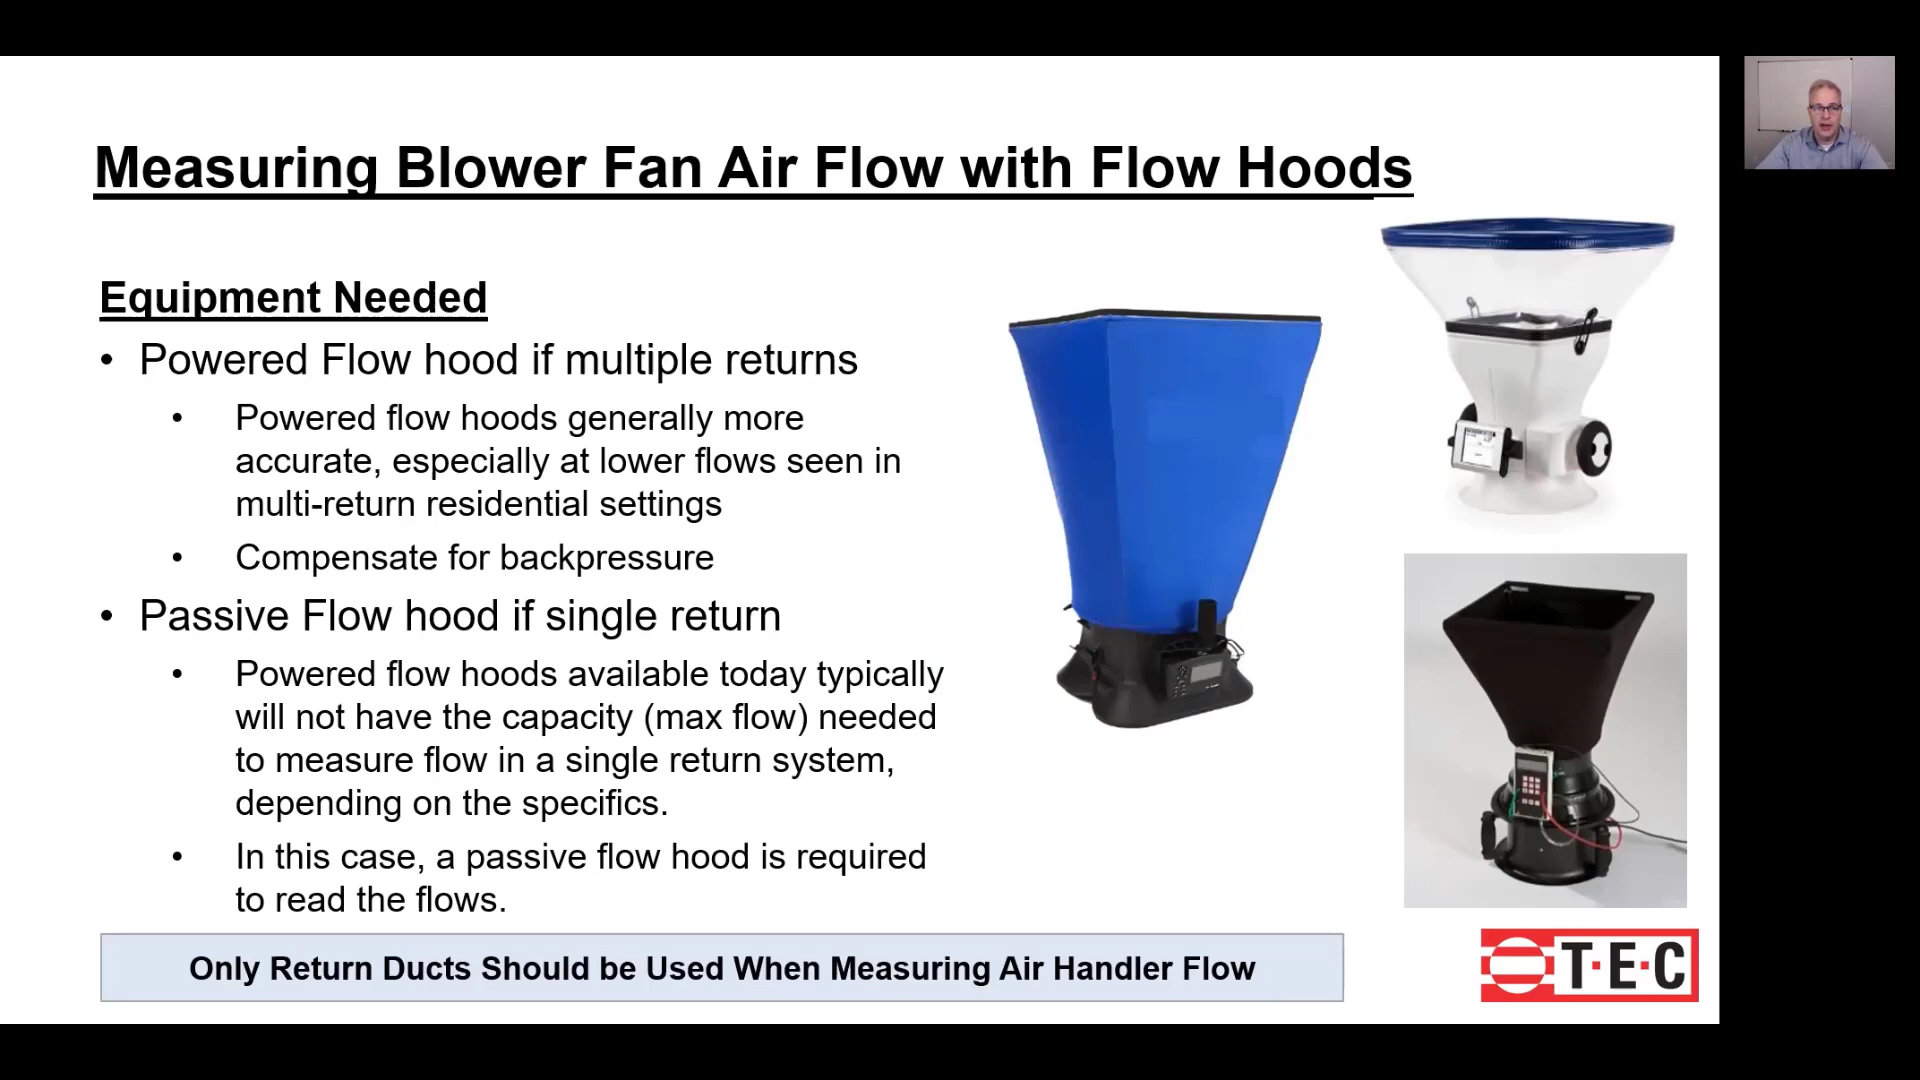 Measuring Blower Fan Air Flow with Flow Hoods
Equipment Needed
• Powered Flow hood if multiple returns
• Powered flow hoods generally more
accurate, especially at lower flows seen in
multi-return residential settings
• Compensate for backpressure
• Passive Flow hood if single return
• Powered flow hoods available today typically
will not have the capacity (max flow) needed
to measure flow in a single return system,
depending on the specifics.
• In this case, a passive flow hood is required
to read the flows.
Only Return Ducts Should be Used When Measuring Air Handler Flow
T·E·C